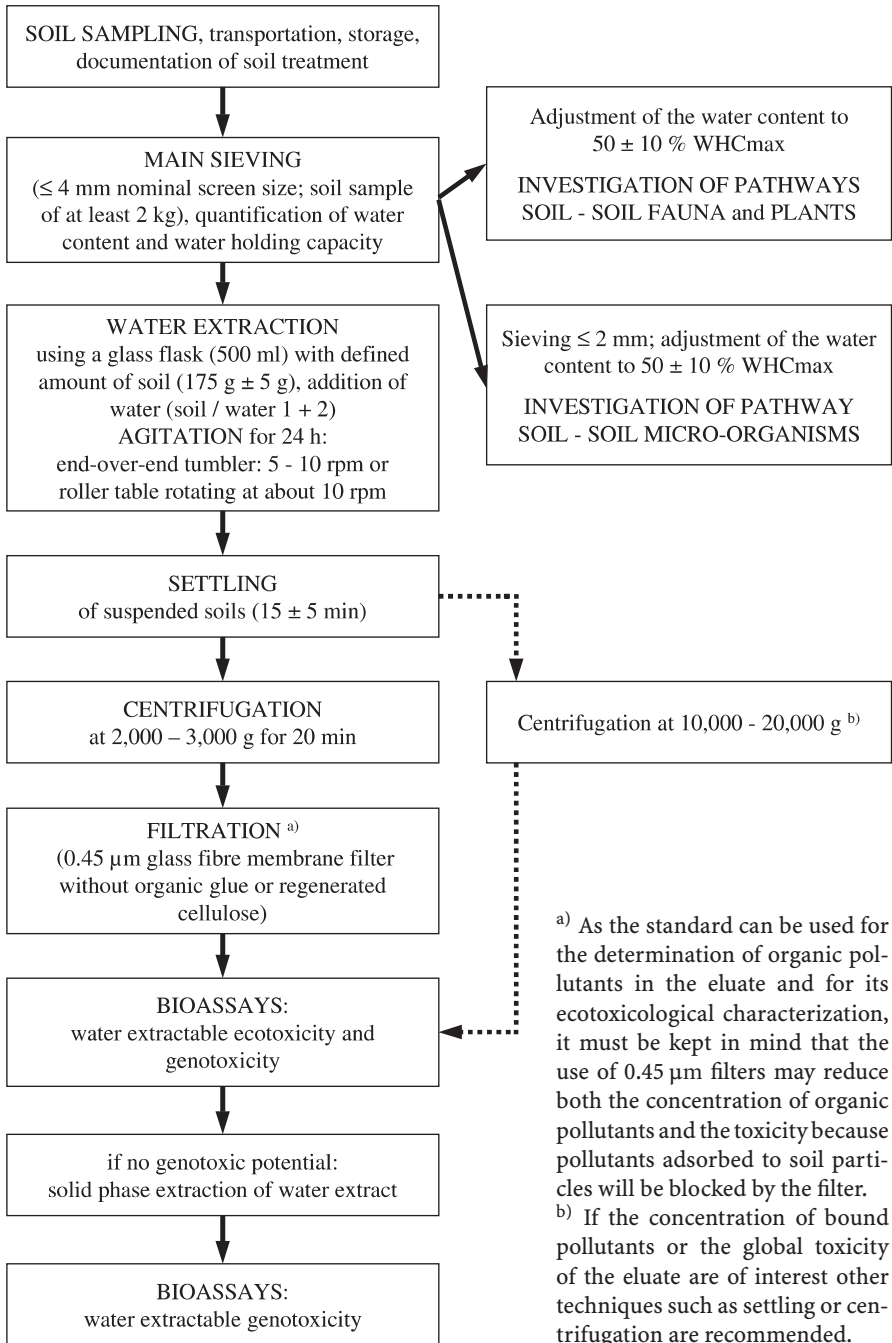 SOIL SAMPLING, transportation, storage,
documentation of soil treatment
MAIN SIEVING
(≤ 4 mm nominal screen size; soil sample
of at least 2 kg), quantification of water
content and water holding capacity
Adjustment of the water content to
50 ± 10 % WHCmax
INVESTIGATION OF PATHWAYS
SOIL - SOIL FAUNA and PLANTS
Sieving ≤ 2 mm; adjustment of the water
content to 50 ± 10 % WHCmax
INVESTIGATION OF PATHWAY
SOIL - SOIL MICRO-ORGANISMS
WATER EXTRACTION
using a glass flask (500 ml) with defined
amount of soil (175 g ± 5 g), addition of
water (soil / water 1 + 2)
AGITATION for 24 h:
end-over-end tumbler: 5 - 10 rpm or
roller table rotating at about 10 rpm
SETTLING
of suspended soils (15 ± 5 min)
CENTRIFUGATION
at 2,000 – 3,000 g for 20 min
Centrifugation at 10,000 - 20,000 g b)
FILTRATION a)
(0.45 µm glass fibre membrane filter
without organic glue or regenerated
cellulose)
BIOASSAYS:
water extractable ecotoxicity and
genotoxicity
if no genotoxic potential:
solid phase extraction of water extract
BIOASSAYS:
water extractable genotoxicity
a) As the standard can be used for
the determination of organic pol-
lutants in the eluate and for its
ecotoxicological characterization,
it must be kept in mind that the
use of 0.45 µm filters may reduce
both the concentration of organic
pollutants and the toxicity because
pollutants adsorbed to soil parti-
cles will be blocked by the filter.
b) If the concentration of bound
pollutants or the global toxicity
of the eluate are of interest other
techniques such as settling or cen-
trifugation are recommended.